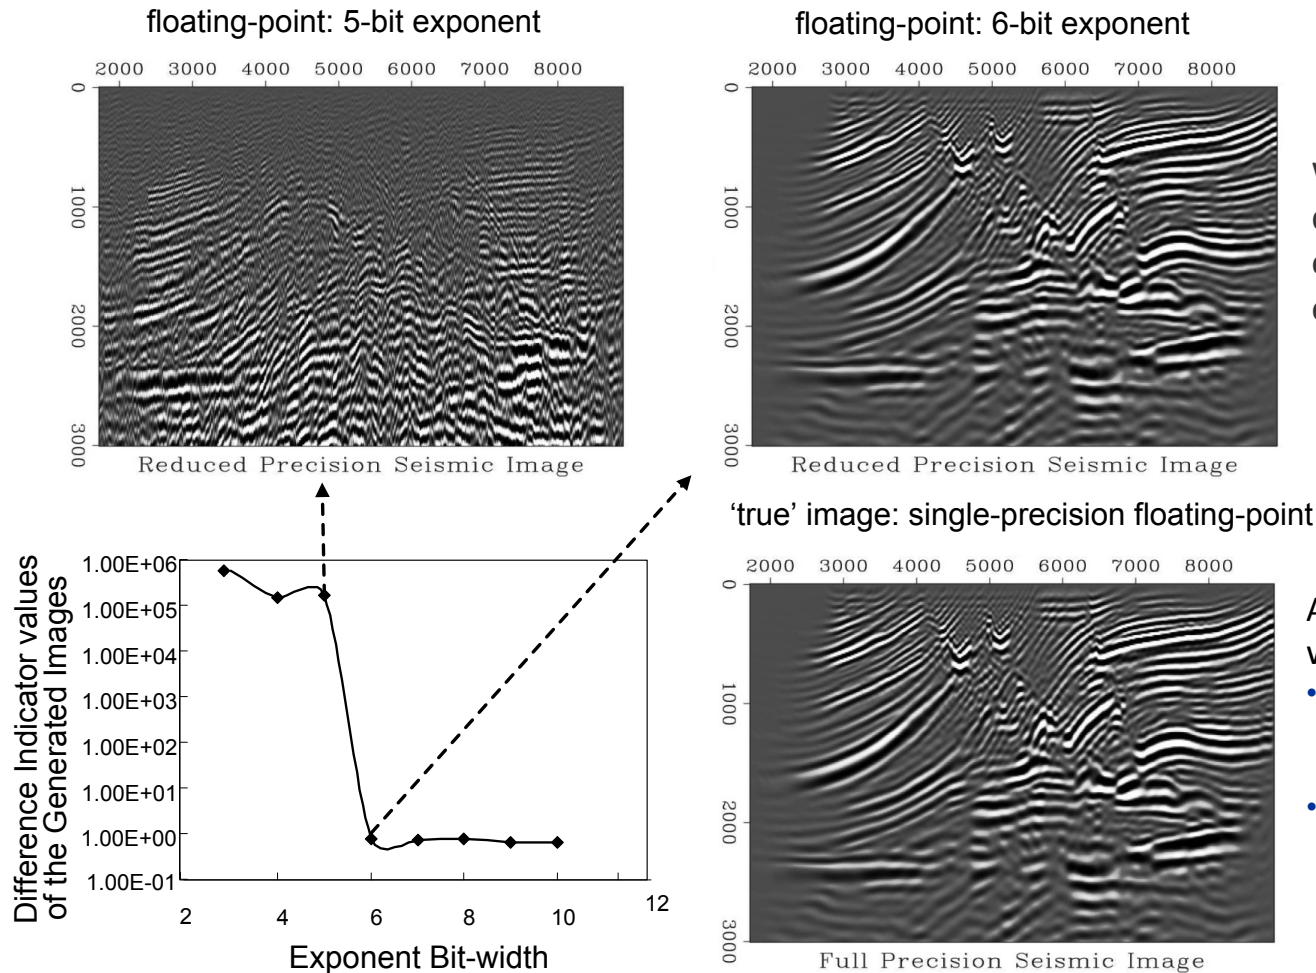 floating-point: 5-bit exponent
2000 3000 4000 5000 6000 7000 8000
0
1000
2000
3000
Reduced Precision Seismic Image
floating-point: 6-bit exponent
2000 3000 4000 5000 6000 7000 8000
0
1000
2000
3000
Reduced Precision Seismic Image
Difference Indicator values
of the Generated Images
1.00E+06
1.00E+05
1.00E+04
1.00E+03
1.00E+02
1.00E+01
1.00E+00
1.00E-01
2 4 6 8 10 12
Exponent Bit-width
‘true’ image: single-precision floating-point
2000 3000 4000 5000 6000 7000 8000
0
1000
2000
3000
Full Precision Seismic Image